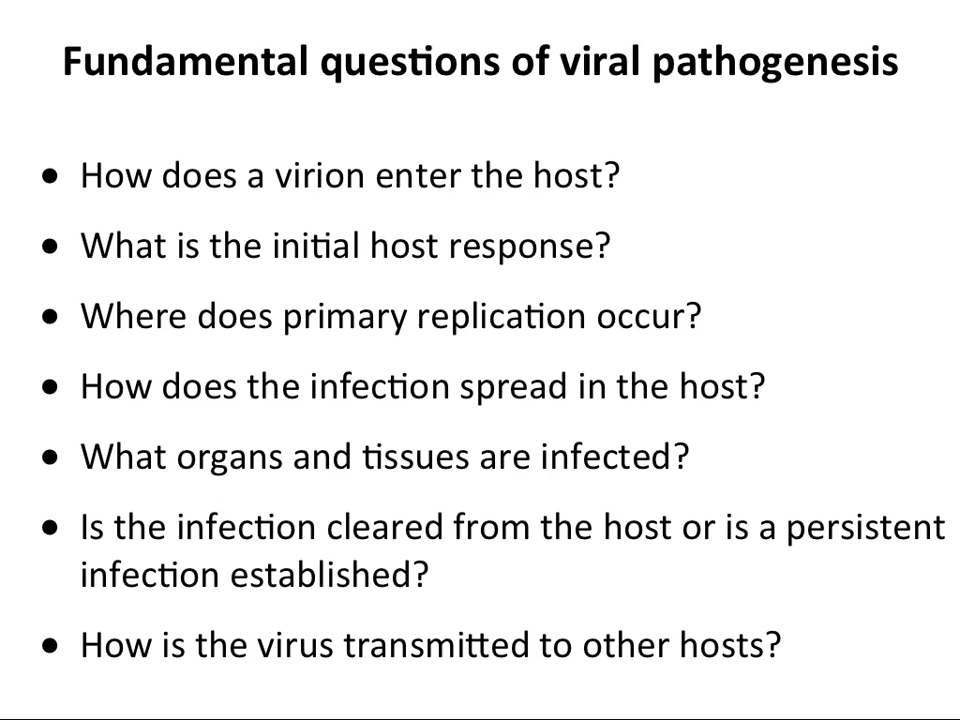 Fundamental questions of viral pathogenesis
• How does a virion enter the host?
• What is the initial host response?
• Where does primary replication occur?
• How does the infection spread in the host?
• What organs and tissues are infected?
• Is the infection cleared from the host or is a persistent
infection established?
• How is the virus transmitted to other hosts?